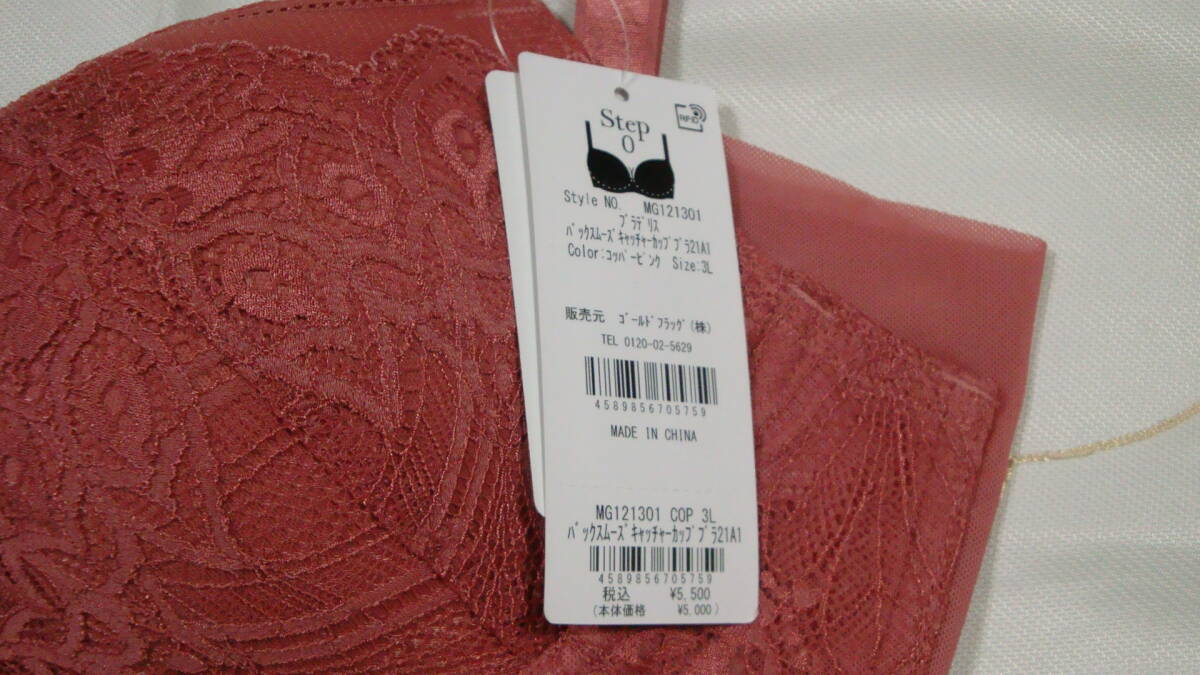 Step
0
RFID
Style NO. MG121301
ブラデリス
バックスムーズキャッチャーカップブラ21A1
Color:コッパーピンク Size:3L
販売元 ゴールドフラッグ(株)
TEL 0120-02-5629
4589856705759
MADE IN CHINA
MG121301 COP 3L
バックスムーズキャッチャーカップブラ21A1
4589856705759
税込 ¥5,500
(本体価格 ¥5,000)